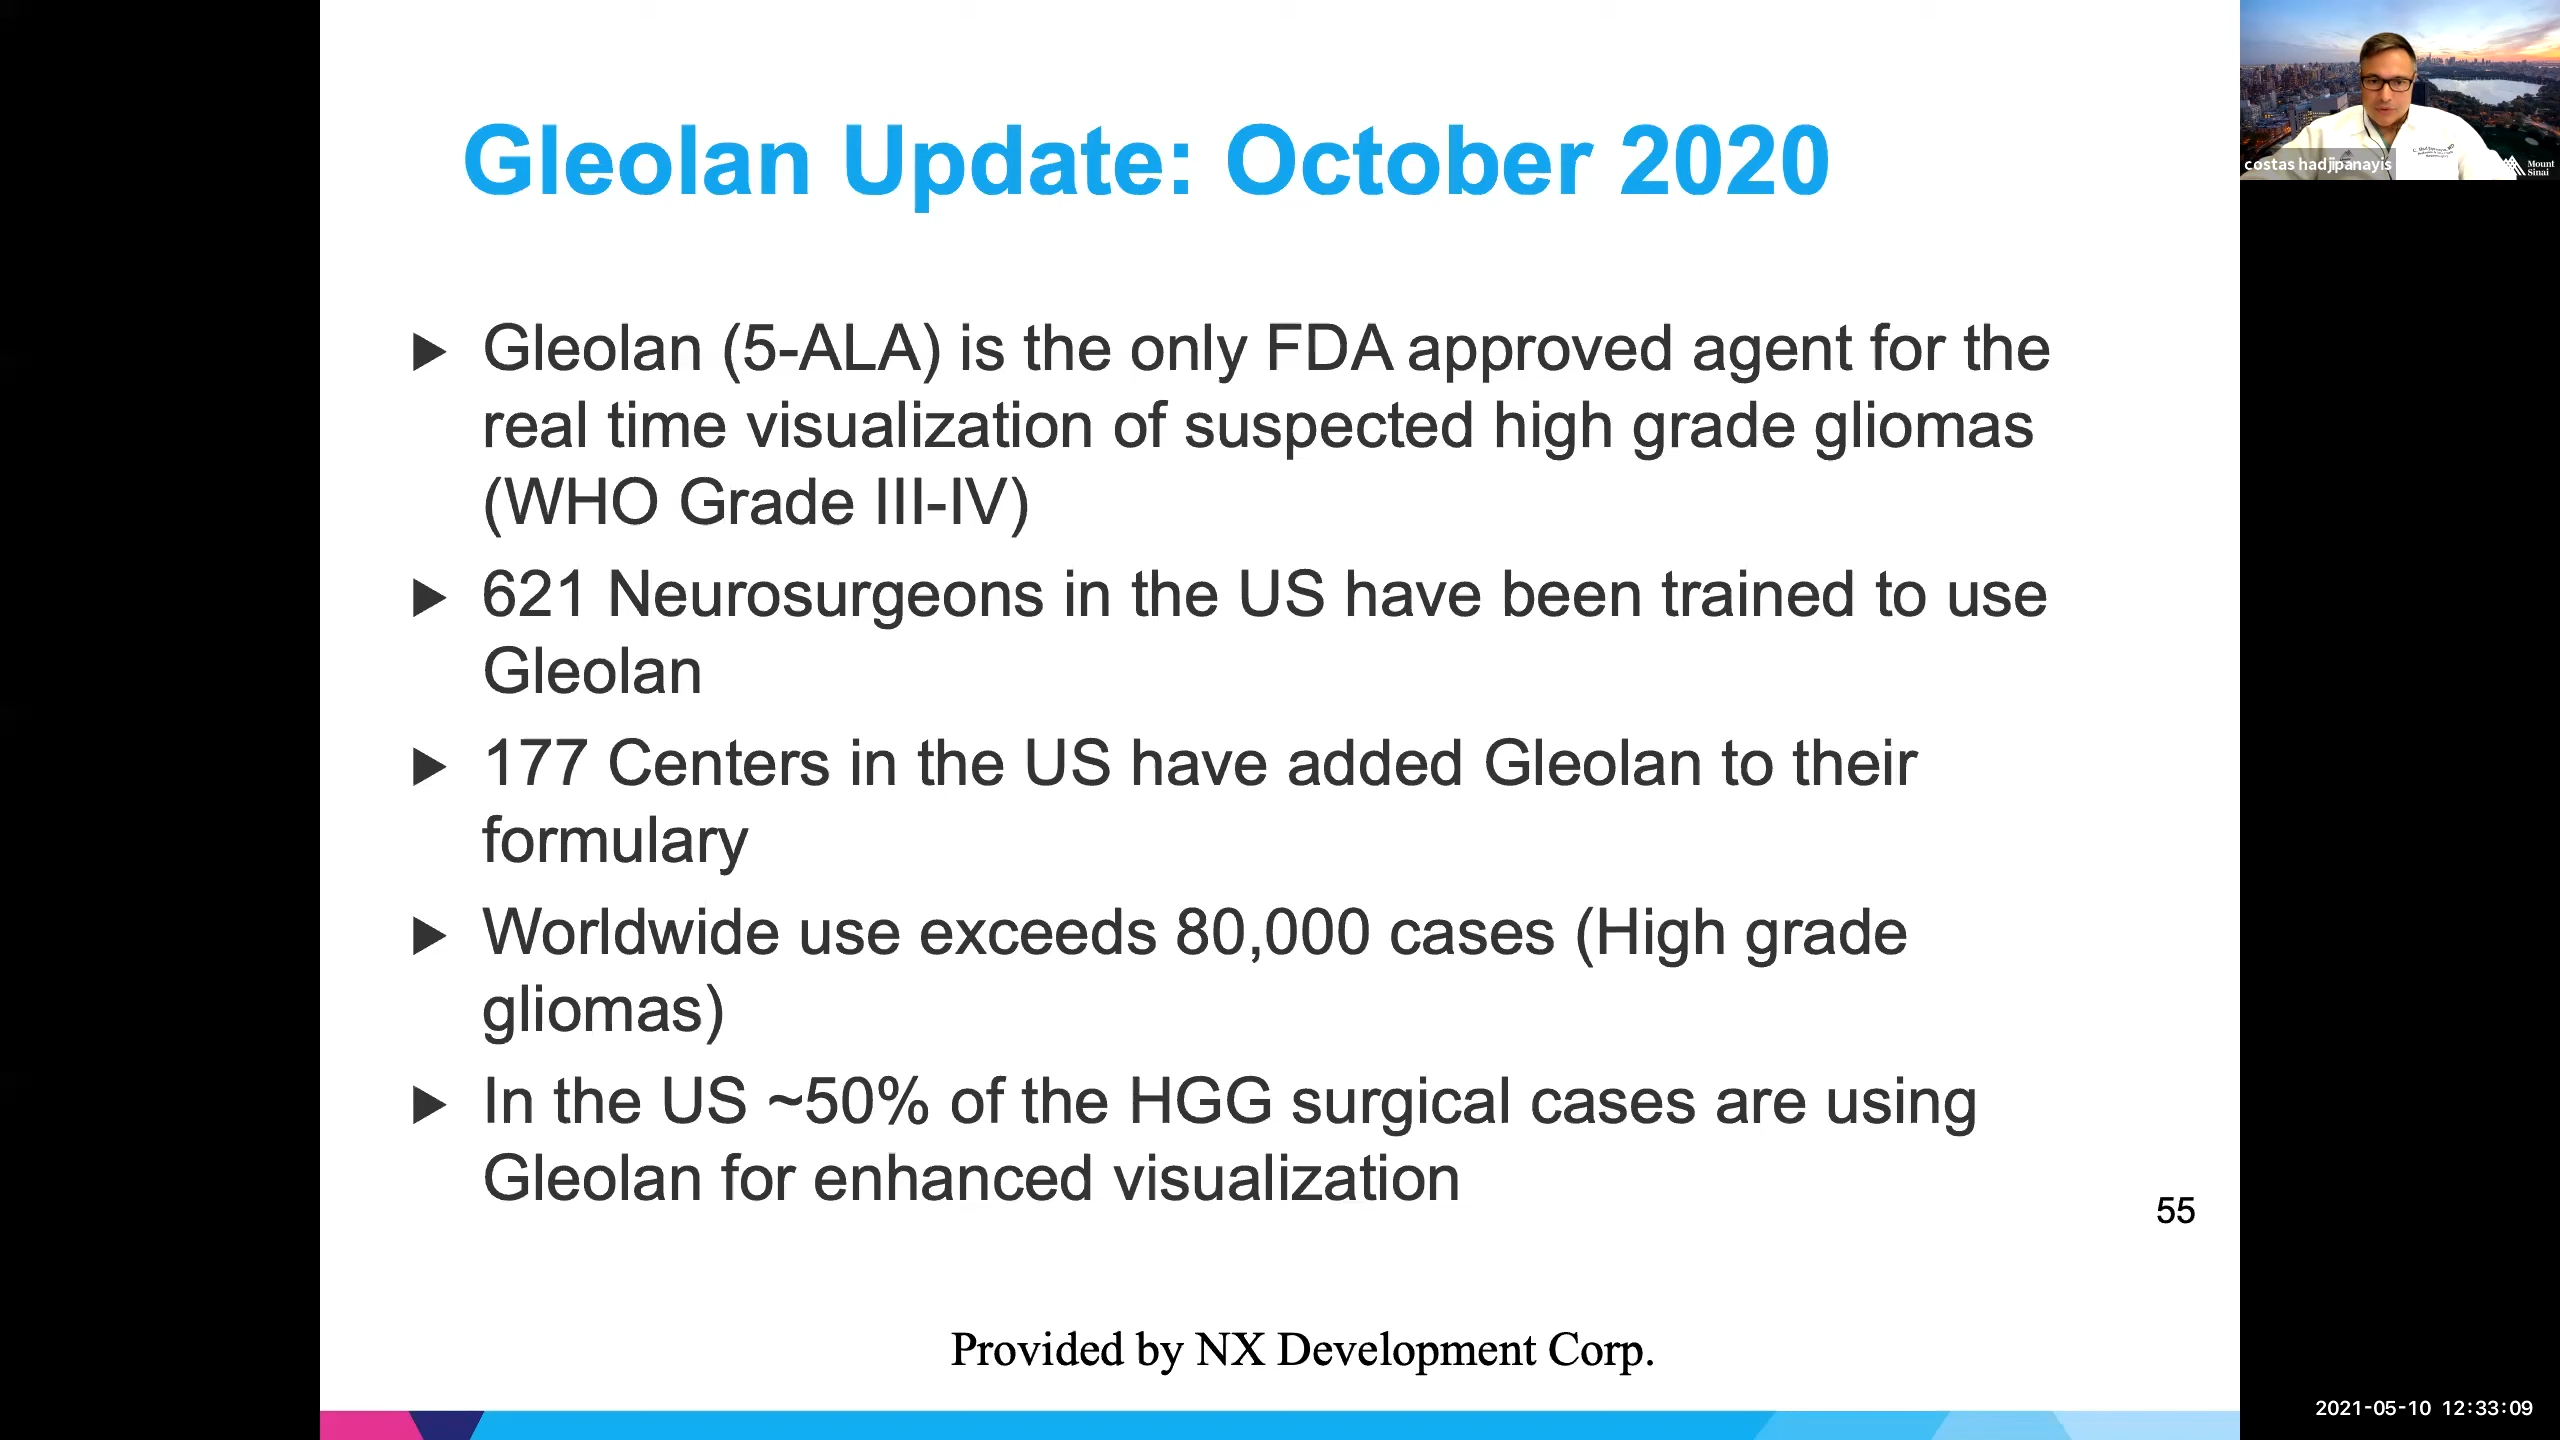 Gleolan Update: October 2020
▶ Gleolan (5-ALA) is the only FDA approved agent for the
real time visualization of suspected high grade gliomas
(WHO Grade III-IV)
▶ 621 Neurosurgeons in the US have been trained to use
Gleolan
▶ 177 Centers in the US have added Gleolan to their
formulary
▶ Worldwide use exceeds 80,000 cases (High grade
gliomas)
▶ In the US ~50% of the HGG surgical cases are using
Gleolan for enhanced visualization
55
Provided by NX Development Corp.
costas hadjipanayis
Mount
Sinai
2021-05-10 12:33:09